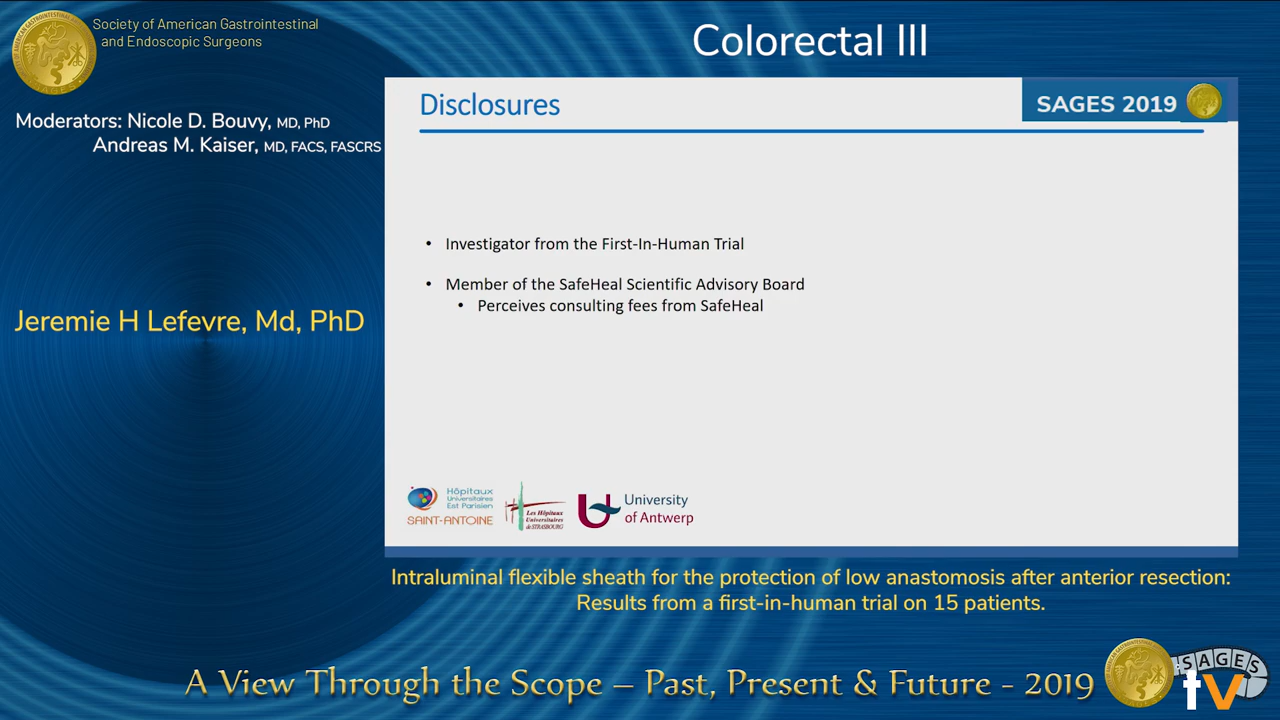 Society of American Gastrointestinal
and Endoscopic Surgeons
Colorectal III
Moderators: Nicole D. Bouvy, MD, PhD
Andreas M. Kaiser, MD, FACS, FASCRS
Jeremie H Lefevre, Md, PhD
Disclosures
SAGES 2019
• Investigator from the First-In-Human Trial
• Member of the SafeHeal Scientific Advisory Board
• Perceives consulting fees from SafeHeal
Hôpitaux
Universitaires
Est Parisien
SAINT-ANTOINE
Les Hôpitaux
Universitaires
de STRASBOURG
University
of Antwerp
Intraluminal flexible sheath for the protection of low anastomosis after anterior resection:
Results from a first-in-human trial on 15 patients.
A View Through the Scope – Past, Present & Future - 2019
SAGES
tv